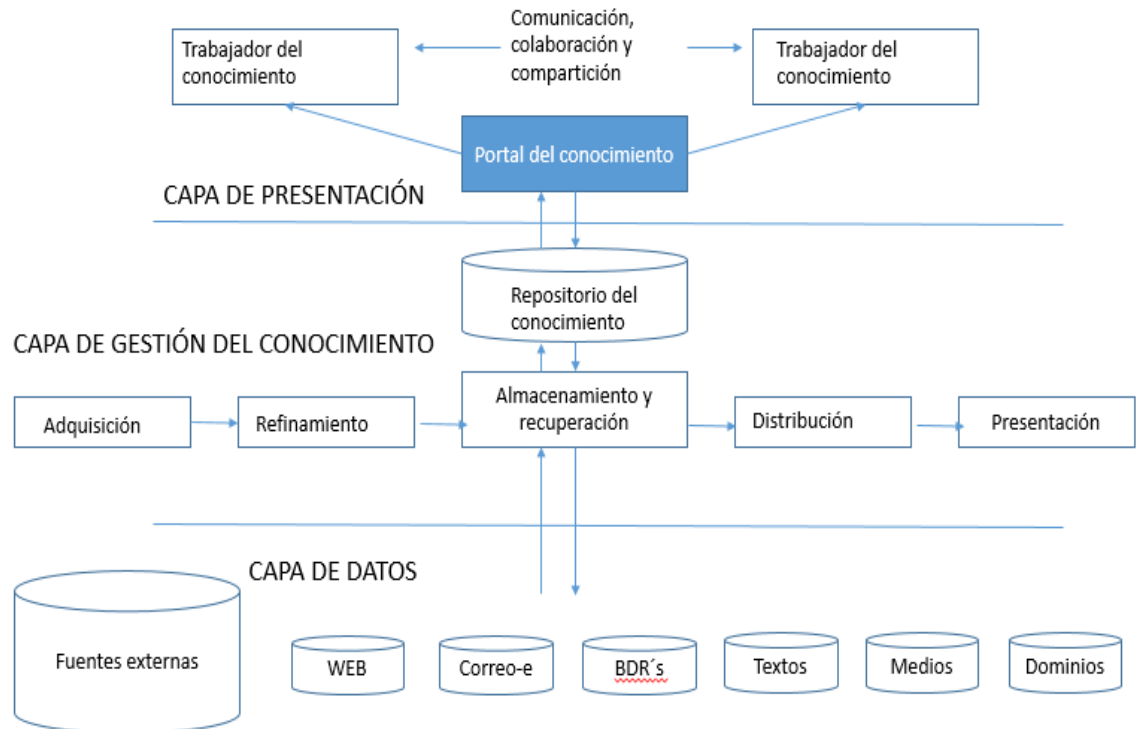 Comunicación,
colaboración y
compartición
Trabajador del
conocimiento
Trabajador del
conocimiento
Portal del conocimiento
CAPA DE PRESENTACIÓN
Repositorio del
conocimiento
CAPA DE GESTIÓN DEL CONOCIMIENTO
Adquisición
Refinamiento
Almacenamiento y
recuperación
Distribución
Presentación
CAPA DE DATOS
Fuentes externas
WEB
Correo-e
BDR´s
Textos
Medios
Dominios